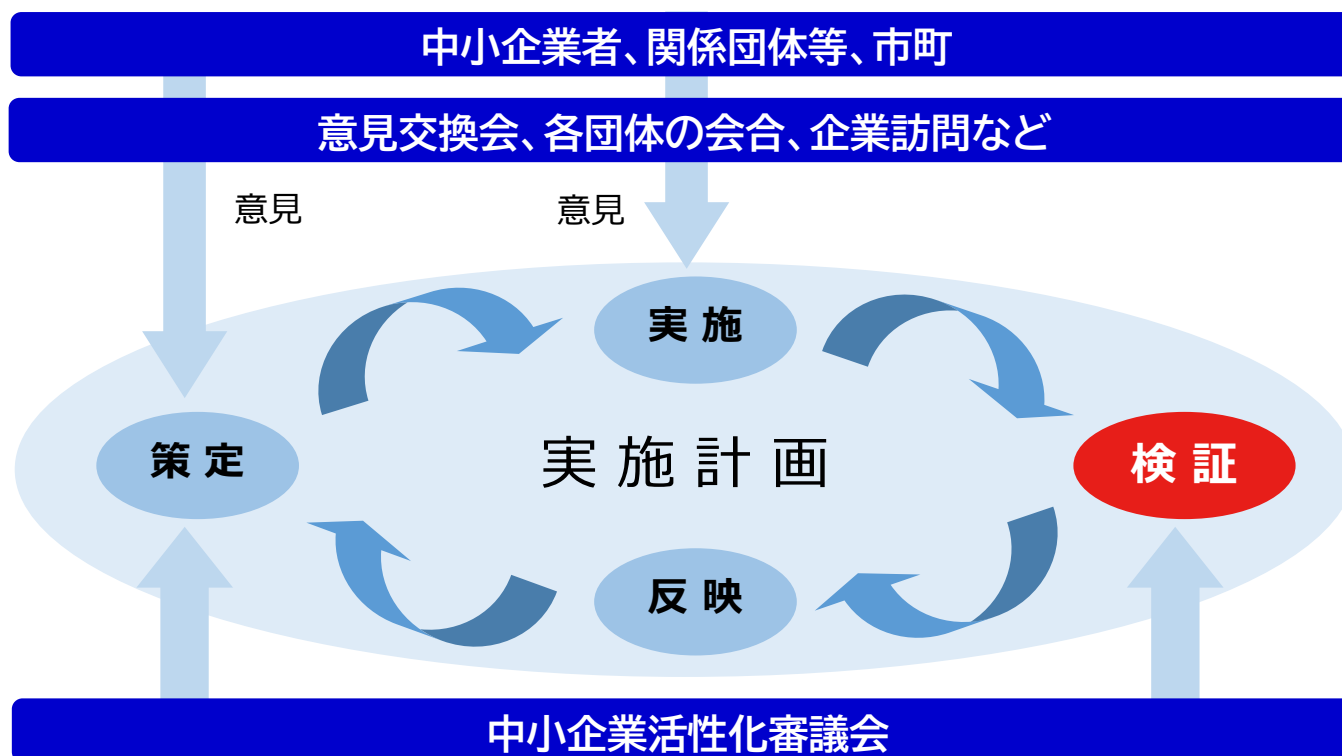 中小企業者、関係団体等、市町
意見交換会、各団体の会合、企業訪問など
意見
意見
実 施
策 定
実 施 計 画
検 証
反 映
中小企業活性化審議会